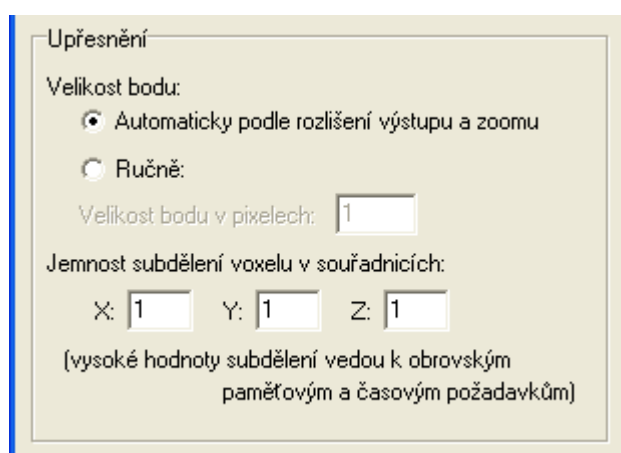 Upřesnění
Velikost bodu:
Automaticky podle rozlišení výstupu a zoomu
Ručně:
Velikost bodu v pixelech: 1
Jemnost subdělení voxelu v souřadnicích:
X: 1 Y: 1 Z: 1
(vysoké hodnoty subdělení vedou k obrovským
paměťovým a časovým požadavkům)